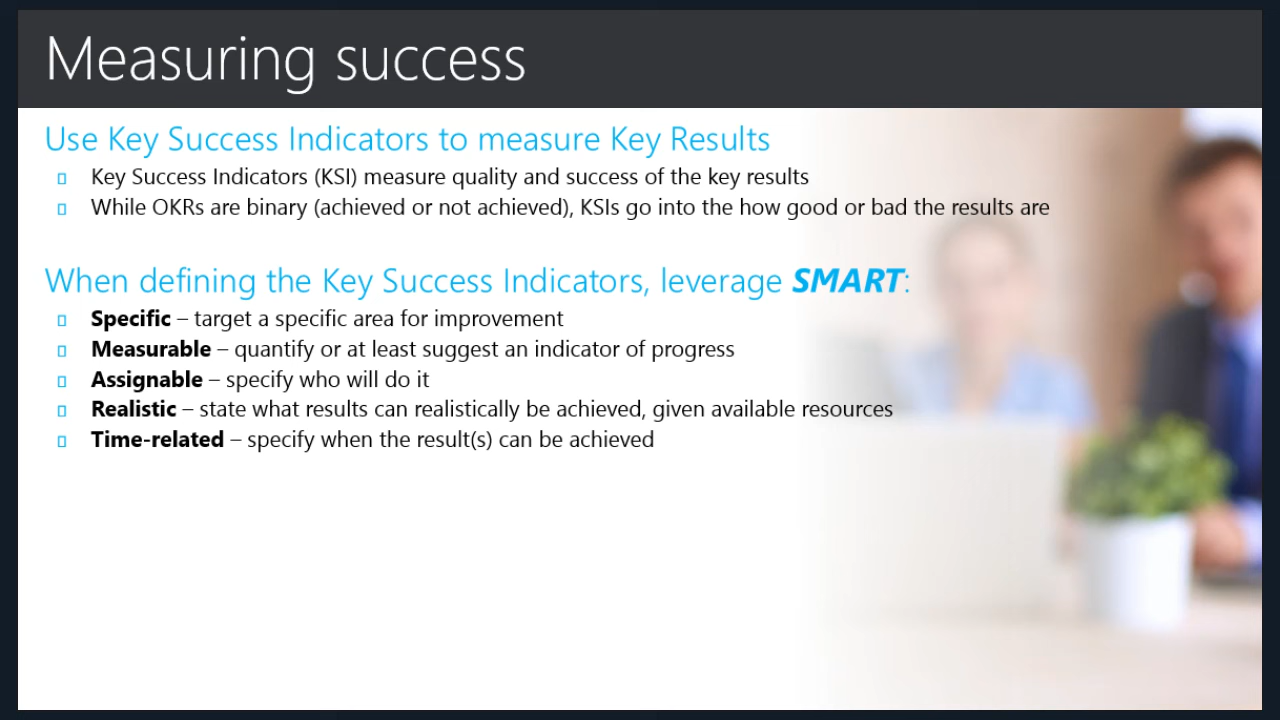 Measuring success
Use Key Success Indicators to measure Key Results
Key Success Indicators (KSI) measure quality and success of the key results
While OKRs are binary (achieved or not achieved), KSIs go into the how good or bad the results are
When defining the Key Success Indicators, leverage SMART:
Specific – target a specific area for improvement
Measurable – quantify or at least suggest an indicator of progress
Assignable – specify who will do it
Realistic – state what results can realistically be achieved, given available resources
Time-related – specify when the result(s) can be achieved